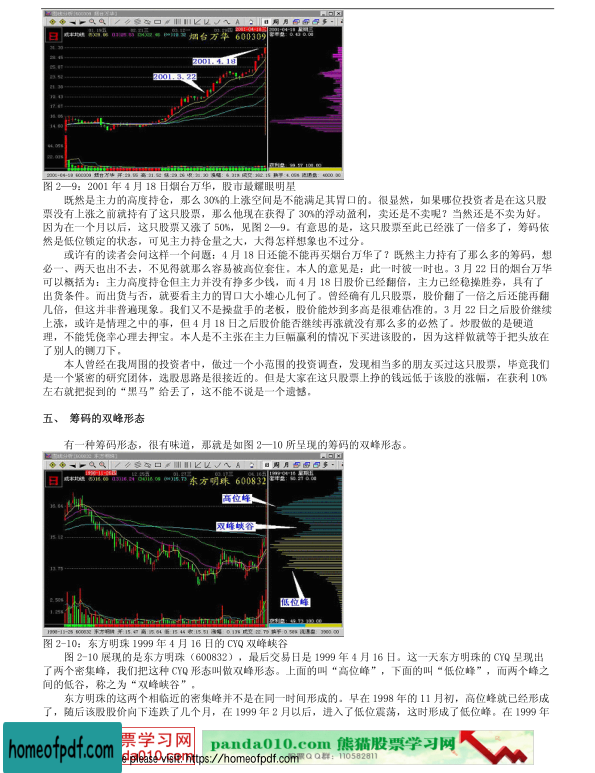 烟台万华 600309
2001.4.18
2001.3.22
图 2—9：2001 年 4 月 18 日烟台万华，股市最耀眼明星
既然是主力的高度持仓，那么 30%的上涨空间是不能满足其胃口的。很显然，如果哪位投资者是在这只股
票没有上涨之前就持有了这只股票，那么他现在获得了 30%的浮动盈利，卖还是不卖呢？当然还是不卖为好。
因为在一个月以后，这只股票又涨了 50%，见图 2—9。有意思的是，这只股票至此已经涨了一倍多了，筹码依
然是低位锁定的状态，可见主力持仓量之大，大得怎样想象也不过分。
或许有的读者会问这样一个问题：4 月 18 日还能不能再买烟台万华了？既然主力持有了那么多的筹码，想
必一、两天也出不去，不见得就那么容易被高位套住。本人的意见是：此一时彼一时也。3 月 22 日的烟台万华
可以概括为：主力高度持仓但主力并没有挣多少钱，而 4 月 18 日股价已经翻倍，主力已经稳操胜券，具有了
出货条件。而出货与否，就要看主力的胃口大小雄心几何了。曾经确有几只股票，股价翻了一倍之后还能再翻
几倍，但这并非普遍现象。我们又不是操盘手的老板，股价能炒到多高是很难估准的。3 月 22 日之后股价继续
上涨，或许是情理之中的事，但 4 月 18 日之后股价能否继续再涨就没有那么多的必然了。炒股做的是硬道
理，不能凭侥幸心理去押宝。本人是不主张在主力巨幅赢利的情况下买进该股的，因为这样做就等于把头放在
了别人的铡刀下。
本人曾经在我周围的投资者中，做过一个小范围的投资调查，发现相当多的朋友买过这只股票，毕竟我们
是一个紧密的研究团体，选股思路是很接近的。但是大家在这只股票上挣的钱远低于该股的涨幅，在获利 10%
左右就把捉到的“黑马”给丢了，这不能不说是一个遗憾。
五、 筹码的双峰形态
有一种筹码形态，很有味道，那就是如图 2—10 所呈现的筹码的双峰形态。
东方明珠 600832
高位峰
双峰峡谷
低位峰
图 2-10：东方明珠 1999 年 4 月 16 日的 CYQ 双峰峡谷
图 2-10 展现的是东方明珠（600832），最后交易日是 1999 年 4 月 16 日。这一天东方明珠的 CYQ 呈现出
了两个密集峰，我们把这种 CYQ 形态叫做双峰形态。上面的叫“高位峰”，下面的叫“低位峰”，而两个峰之
间的低谷，称之为“双峰峡谷”。
东方明珠的这两个相临近的密集峰并不是在同一时间形成的。早在 1998 年的 11 月初，高位峰就已经形成
了，随后该股股价向下连跌了几个月，在 1999 年 2 月以后，进入了低位震荡，这时形成了低位峰。在 1999 年
homeofpdf.com
票学习网
da010.com
please visit: https://homeofpdf.com
panda010.com 熊猫股票学习网
ＱＱ群：110582811